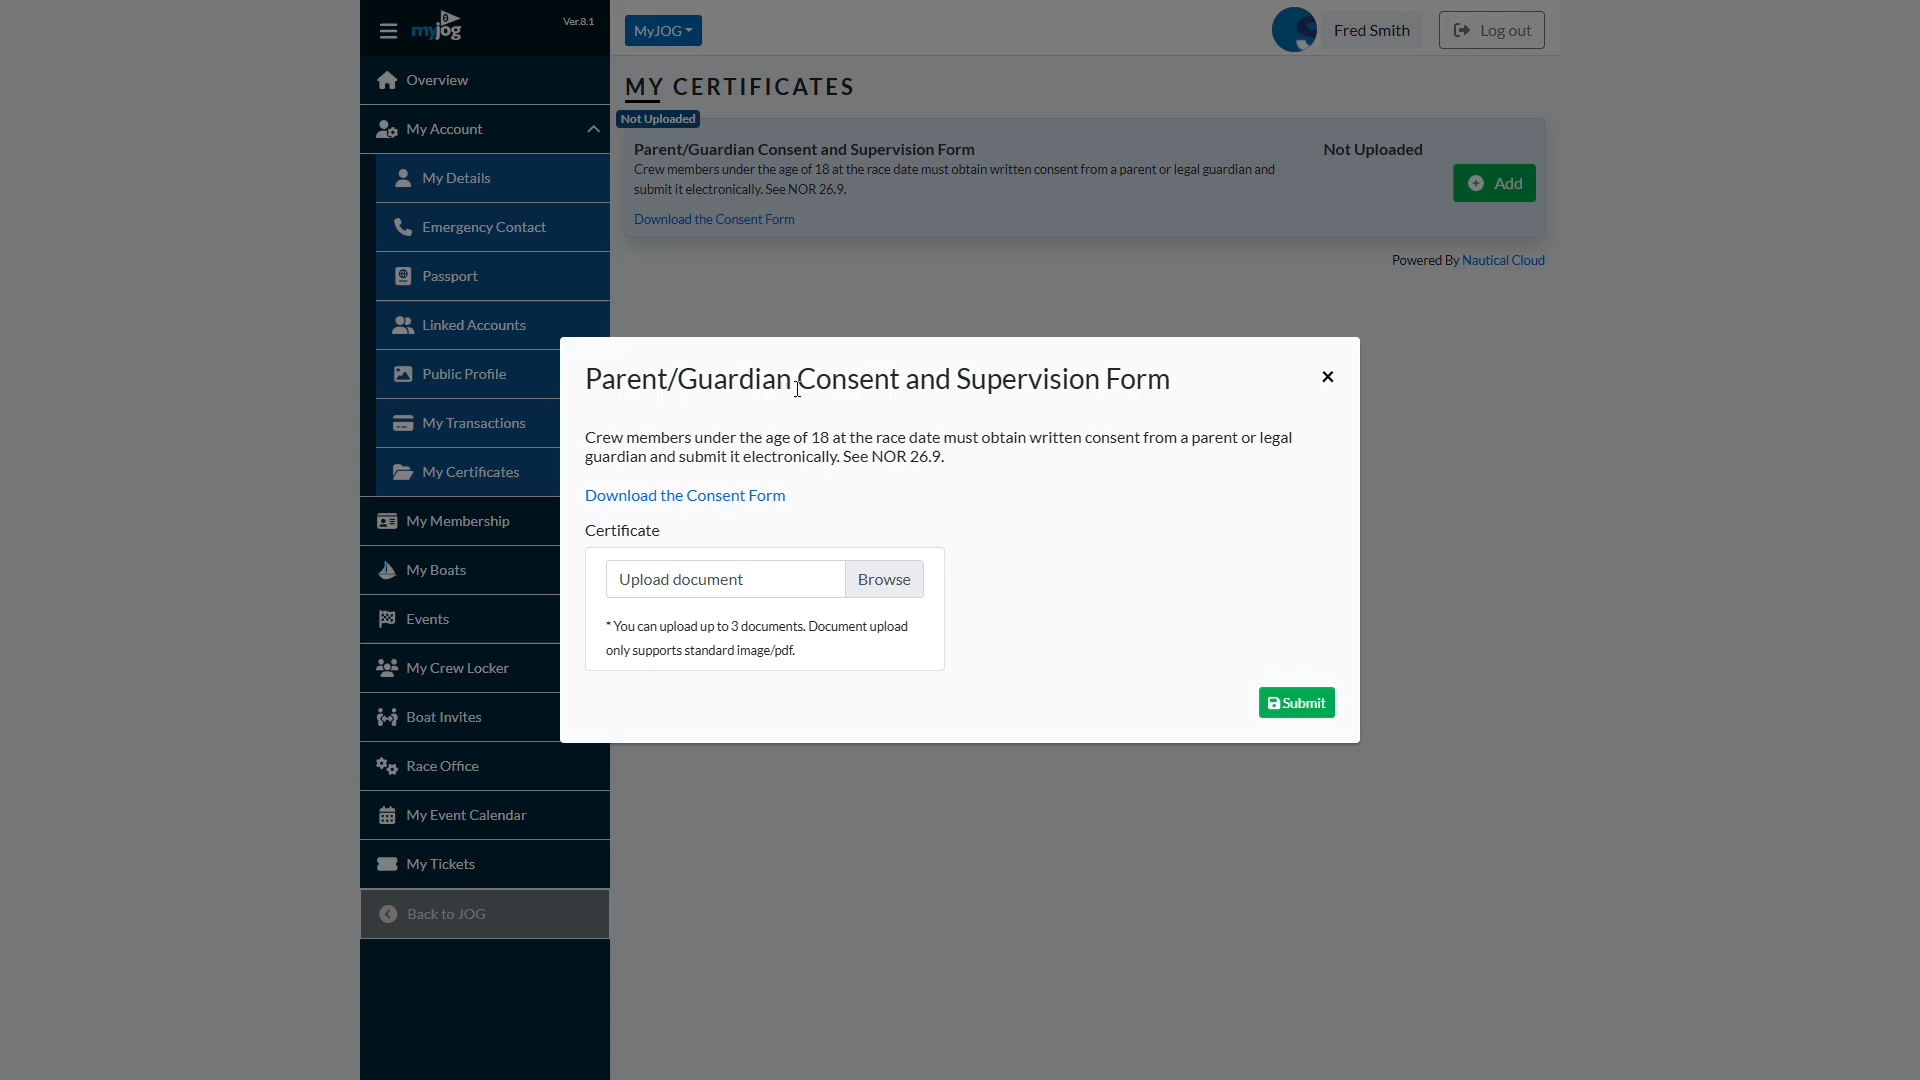 myjog
Ver.8.1
MyJOG
Fred Smith
Log out
Overview
My Account
My Details
Emergency Contact
Passport
Linked Accounts
Public Profile
My Transactions
My Certificates
My Membership
My Boats
Events
My Crew Locker
Boat Invites
Race Office
My Event Calendar
My Tickets
Back to JOG
MY CERTIFICATES
Not Uploaded
Parent/Guardian Consent and Supervision Form
Not Uploaded
Crew members under the age of 18 at the race date must obtain written consent from a parent or legal guardian and
submit it electronically. See NOR 26.9.
Add
Download the Consent Form
Powered By Nautical Cloud
Parent/Guardian Consent and Supervision Form
Crew members under the age of 18 at the race date must obtain written consent from a parent or legal
guardian and submit it electronically. See NOR 26.9.
Download the Consent Form
Certificate
Upload document
Browse
* You can upload up to 3 documents. Document upload
only supports standard image/pdf.
Submit